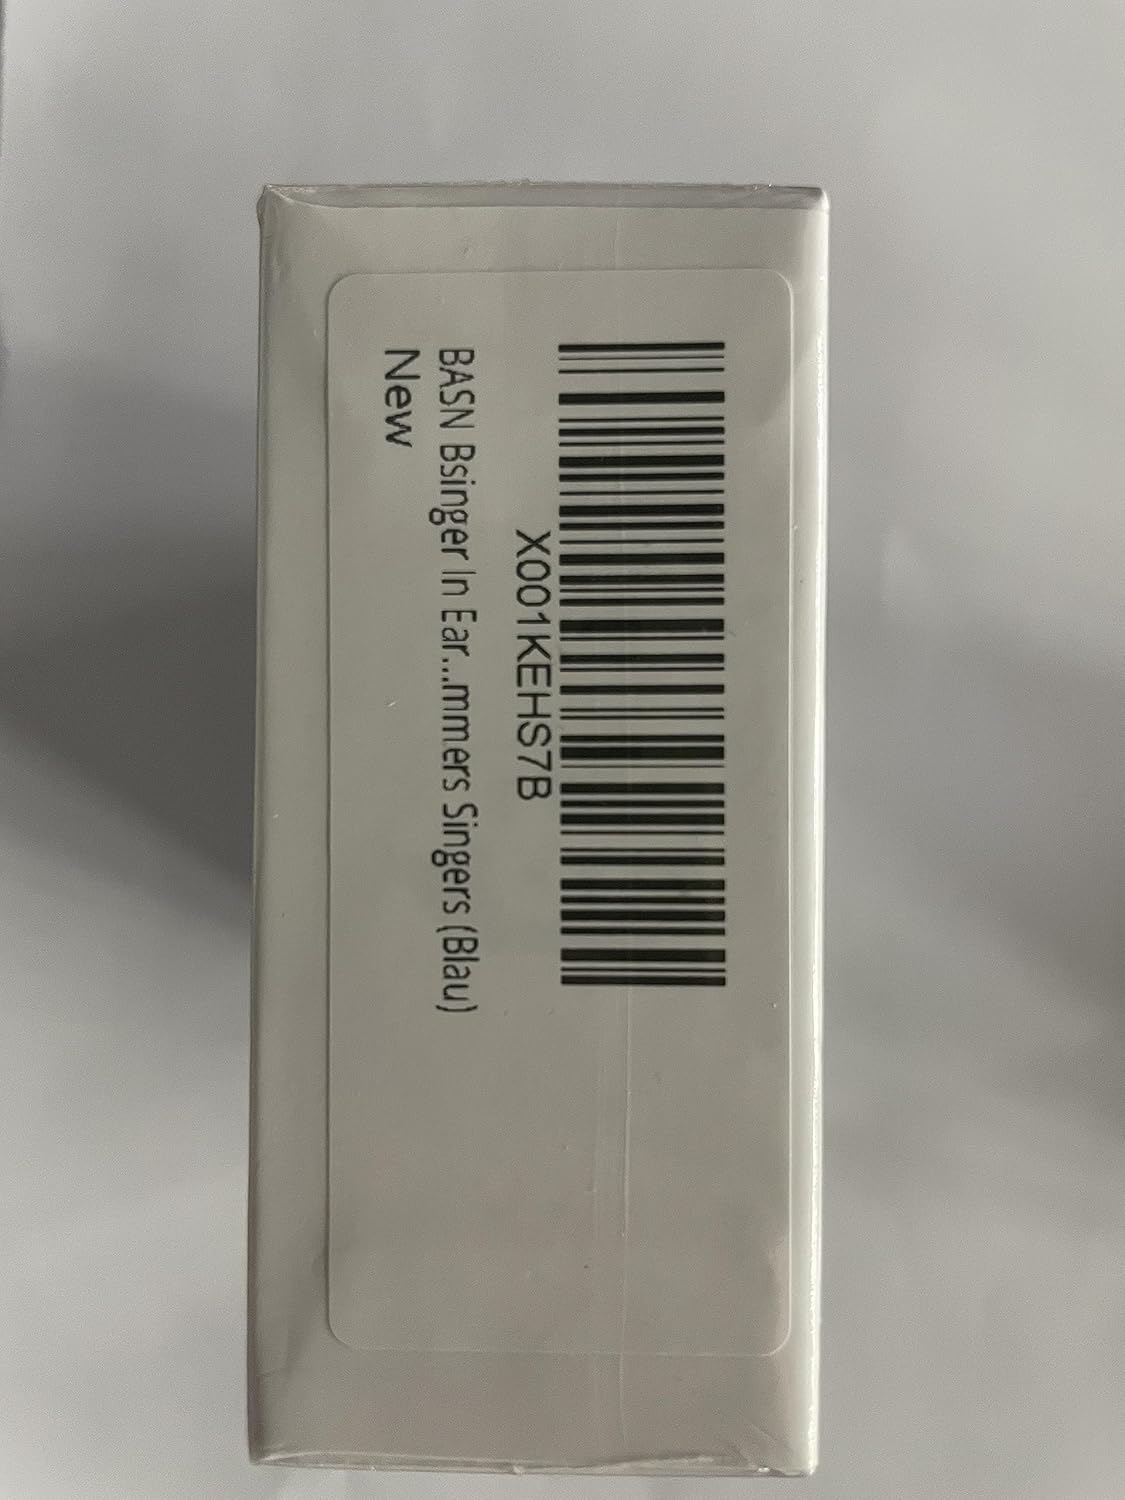 X001KEHS7B
BASN Bsinger In Ear...mmers Singers (Blau)
New